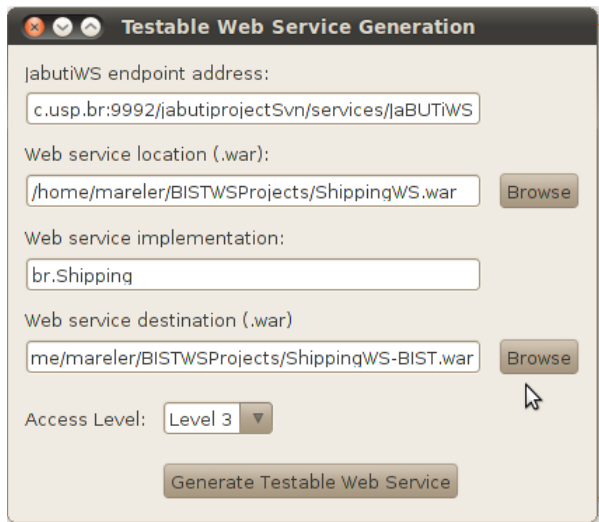 Testable Web Service Generation
JabutiWS endpoint address:
c.usp.br:9992/jabutiprojectSvn/services/JaBUTiWS
Web service location (.war):
/home/mareler/BISTWSProjects/ShippingWS.war Browse
Web service implementation:
br.Shipping
Web service destination (.war)
me/mareler/BISTWSProjects/ShippingWS-BIST.war Browse
Access Level: Level 3
Generate Testable Web Service